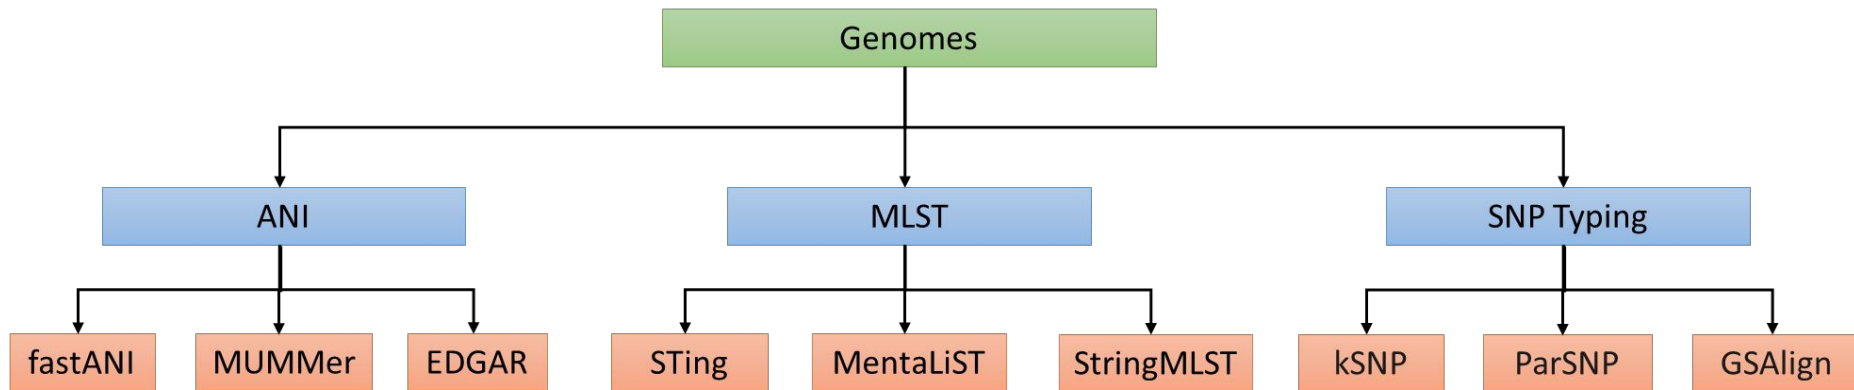 Genomes
ANI
MLST
SNP Typing
fastANI
MUMMer
EDGAR
STing
MentaLiST
StringMLST
kSNP
ParSNP
GSAlign